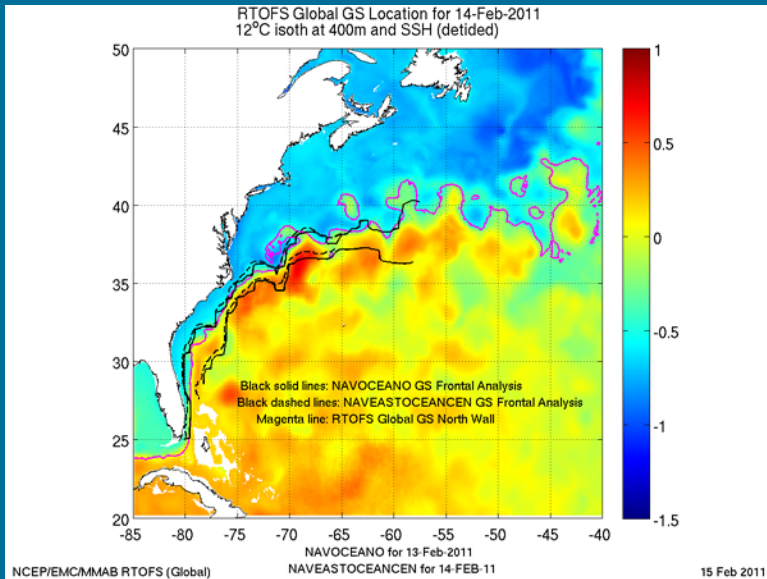 RTOFS Global GS Location for 14-Feb-2011
12°C isoth at 400m and SSH (detided)
50
45
40
35
30
25
20
-85
-80
-75
-70
-65
-60
-55
-50
-45
-40
1
0.5
0
-0.5
-1
-1.5
Black solid lines: NAVOCEANO GS Frontal Analysis
Black dashed lines: NAVEASTOCEANCEN GS Frontal Analysis
Magenta line: RTOFS Global GS North Wall
NAVOCEANO for 13-Feb-2011
NCEP/EMC/MMAB RTOFS (Global)
NAVEASTOCEANCEN for 14-FEB-11
15 Feb 2011